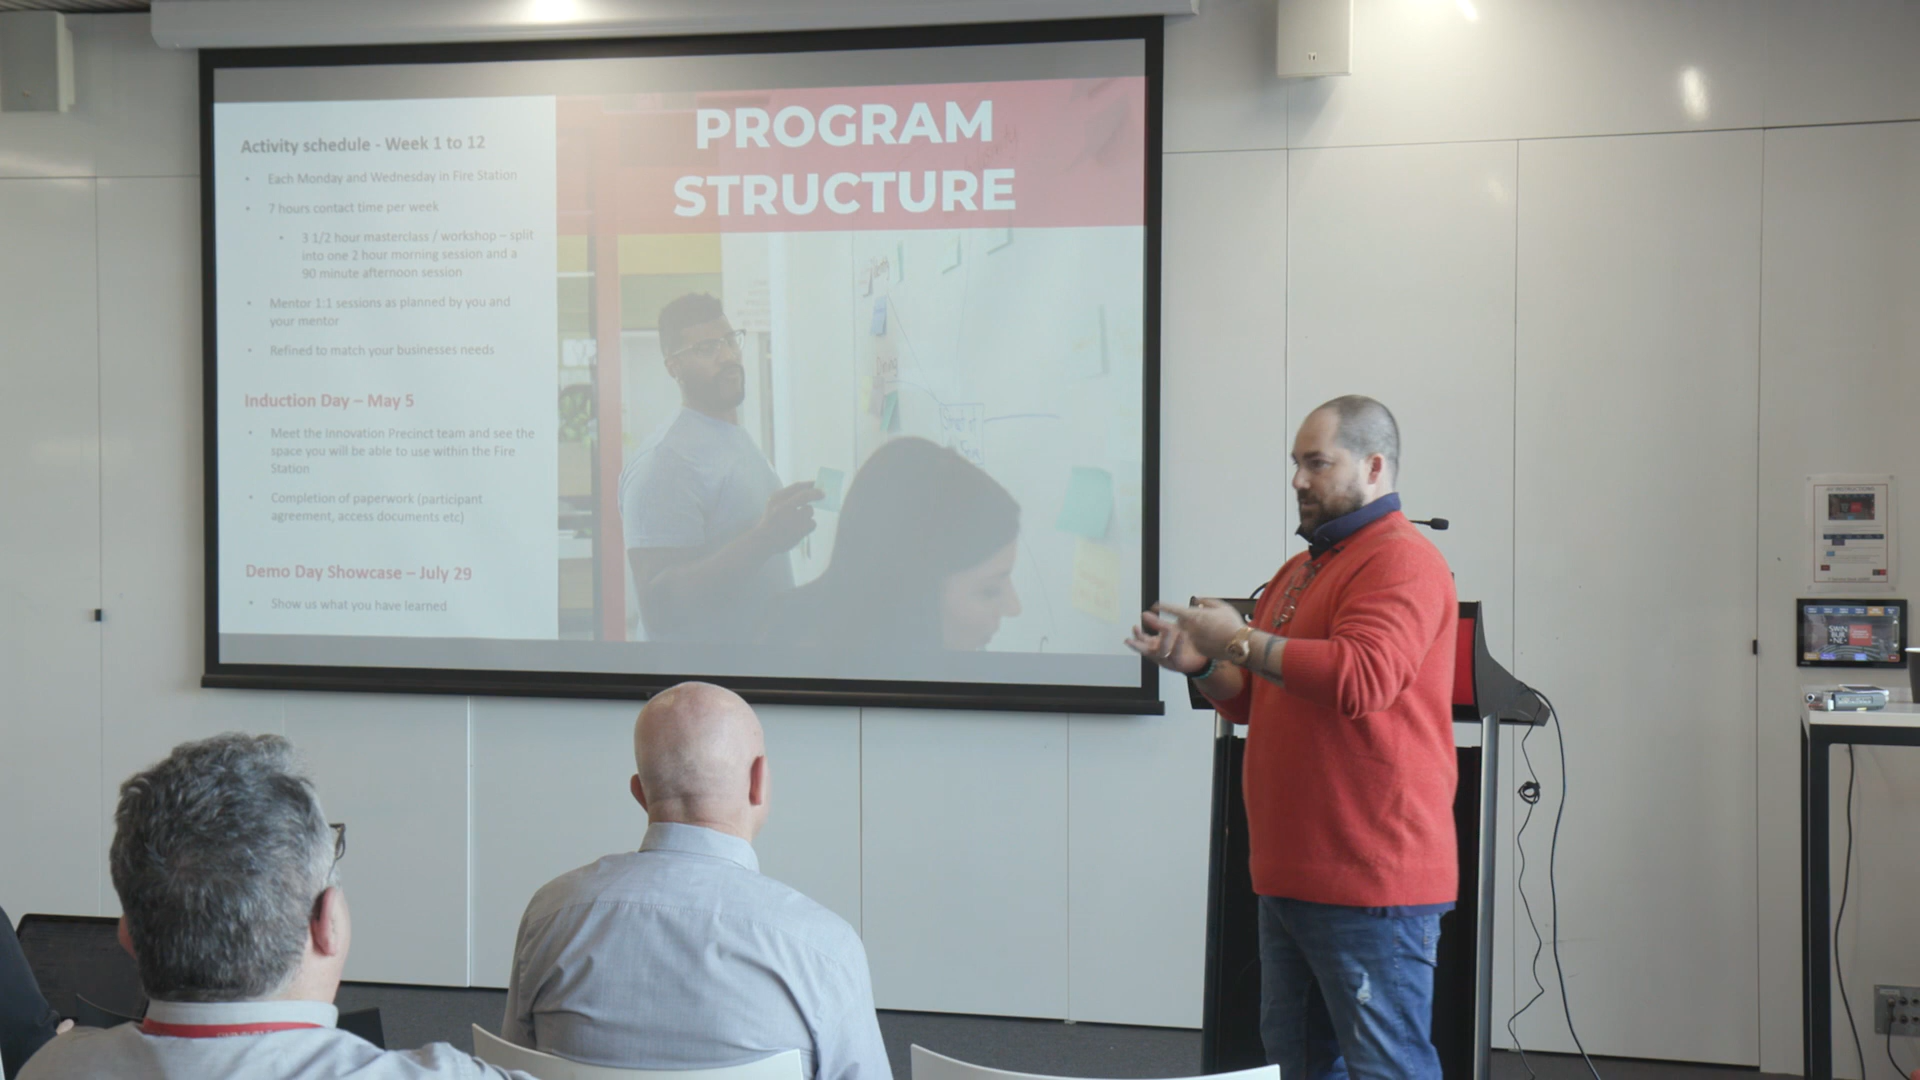 PROGRAM
STRUCTURE
Activity schedule - Week 1 to 12
• Each Monday and Wednesday in Fire Station
• 7 hours contact time per week
• 3 1/2 hour masterclass / workshop – split
into one 2 hour morning session and a
90 minute afternoon session
• Mentor 1:1 sessions as planned by you and
your mentor
• Refined to match your businesses needs
Induction Day – May 5
• Meet the Innovation Precinct team and see the
space you will be able to use within the Fire
Station
• Completion of paperwork (participant
agreement, access documents etc)
Demo Day Showcase – July 29
• Show us what you have learned
AV INSTRUCTIONS
SWIN
BUR
NE